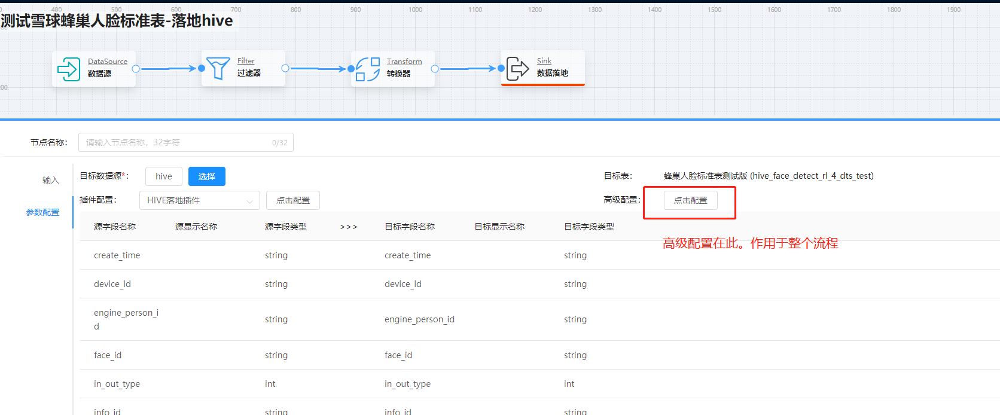 400 500 600 700 800 900 1000 1100 1200 1300 1400 1500 1600 1700 1800 1900
测试雪球蜂巢人脸标准表-落地hive
DataSource
数据源
Filter
过滤器
Transform
转换器
Sink
数据落地
00
节点名称：
请输入节点名称，32字符 0/32
输入
参数配置
目标数据源*： hive 选择
目标表： 蜂巢人脸标准表测试版 (hive_face_detect_rl_4_dts_test)
插件配置： HIVE落地插件 点击配置
高级配置： 点击配置
高级配置在此。作用于整个流程
源字段名称 源显示名称 源字段类型 >>> 目标字段名称 目标显示名称 目标字段类型
create_time string create_time string
device_id string device_id string
engine_person_i
d string engine_person_id string
face_id string face_id string
in_out_type int in_out_type int
info_id string info_id string